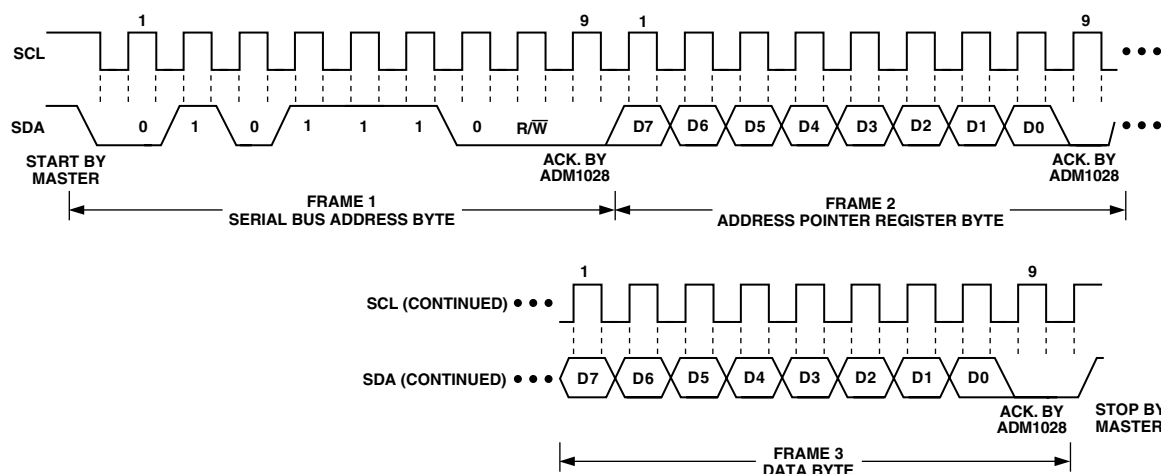 1 9 1 9
SCL
SDA 0 1 0 1 1 1 0 R/W̅ D7 D6 D5 D4 D3 D2 D1 D0
START BY
MASTER
ACK. BY
ADM1028
ACK. BY
ADM1028
FRAME 1
SERIAL BUS ADDRESS BYTE
FRAME 2
ADDRESS POINTER REGISTER BYTE
1 9
SCL (CONTINUED)
SDA (CONTINUED) D7 D6 D5 D4 D3 D2 D1 D0
ACK. BY
ADM1028
STOP BY
MASTER
FRAME 3
DATA BYTE